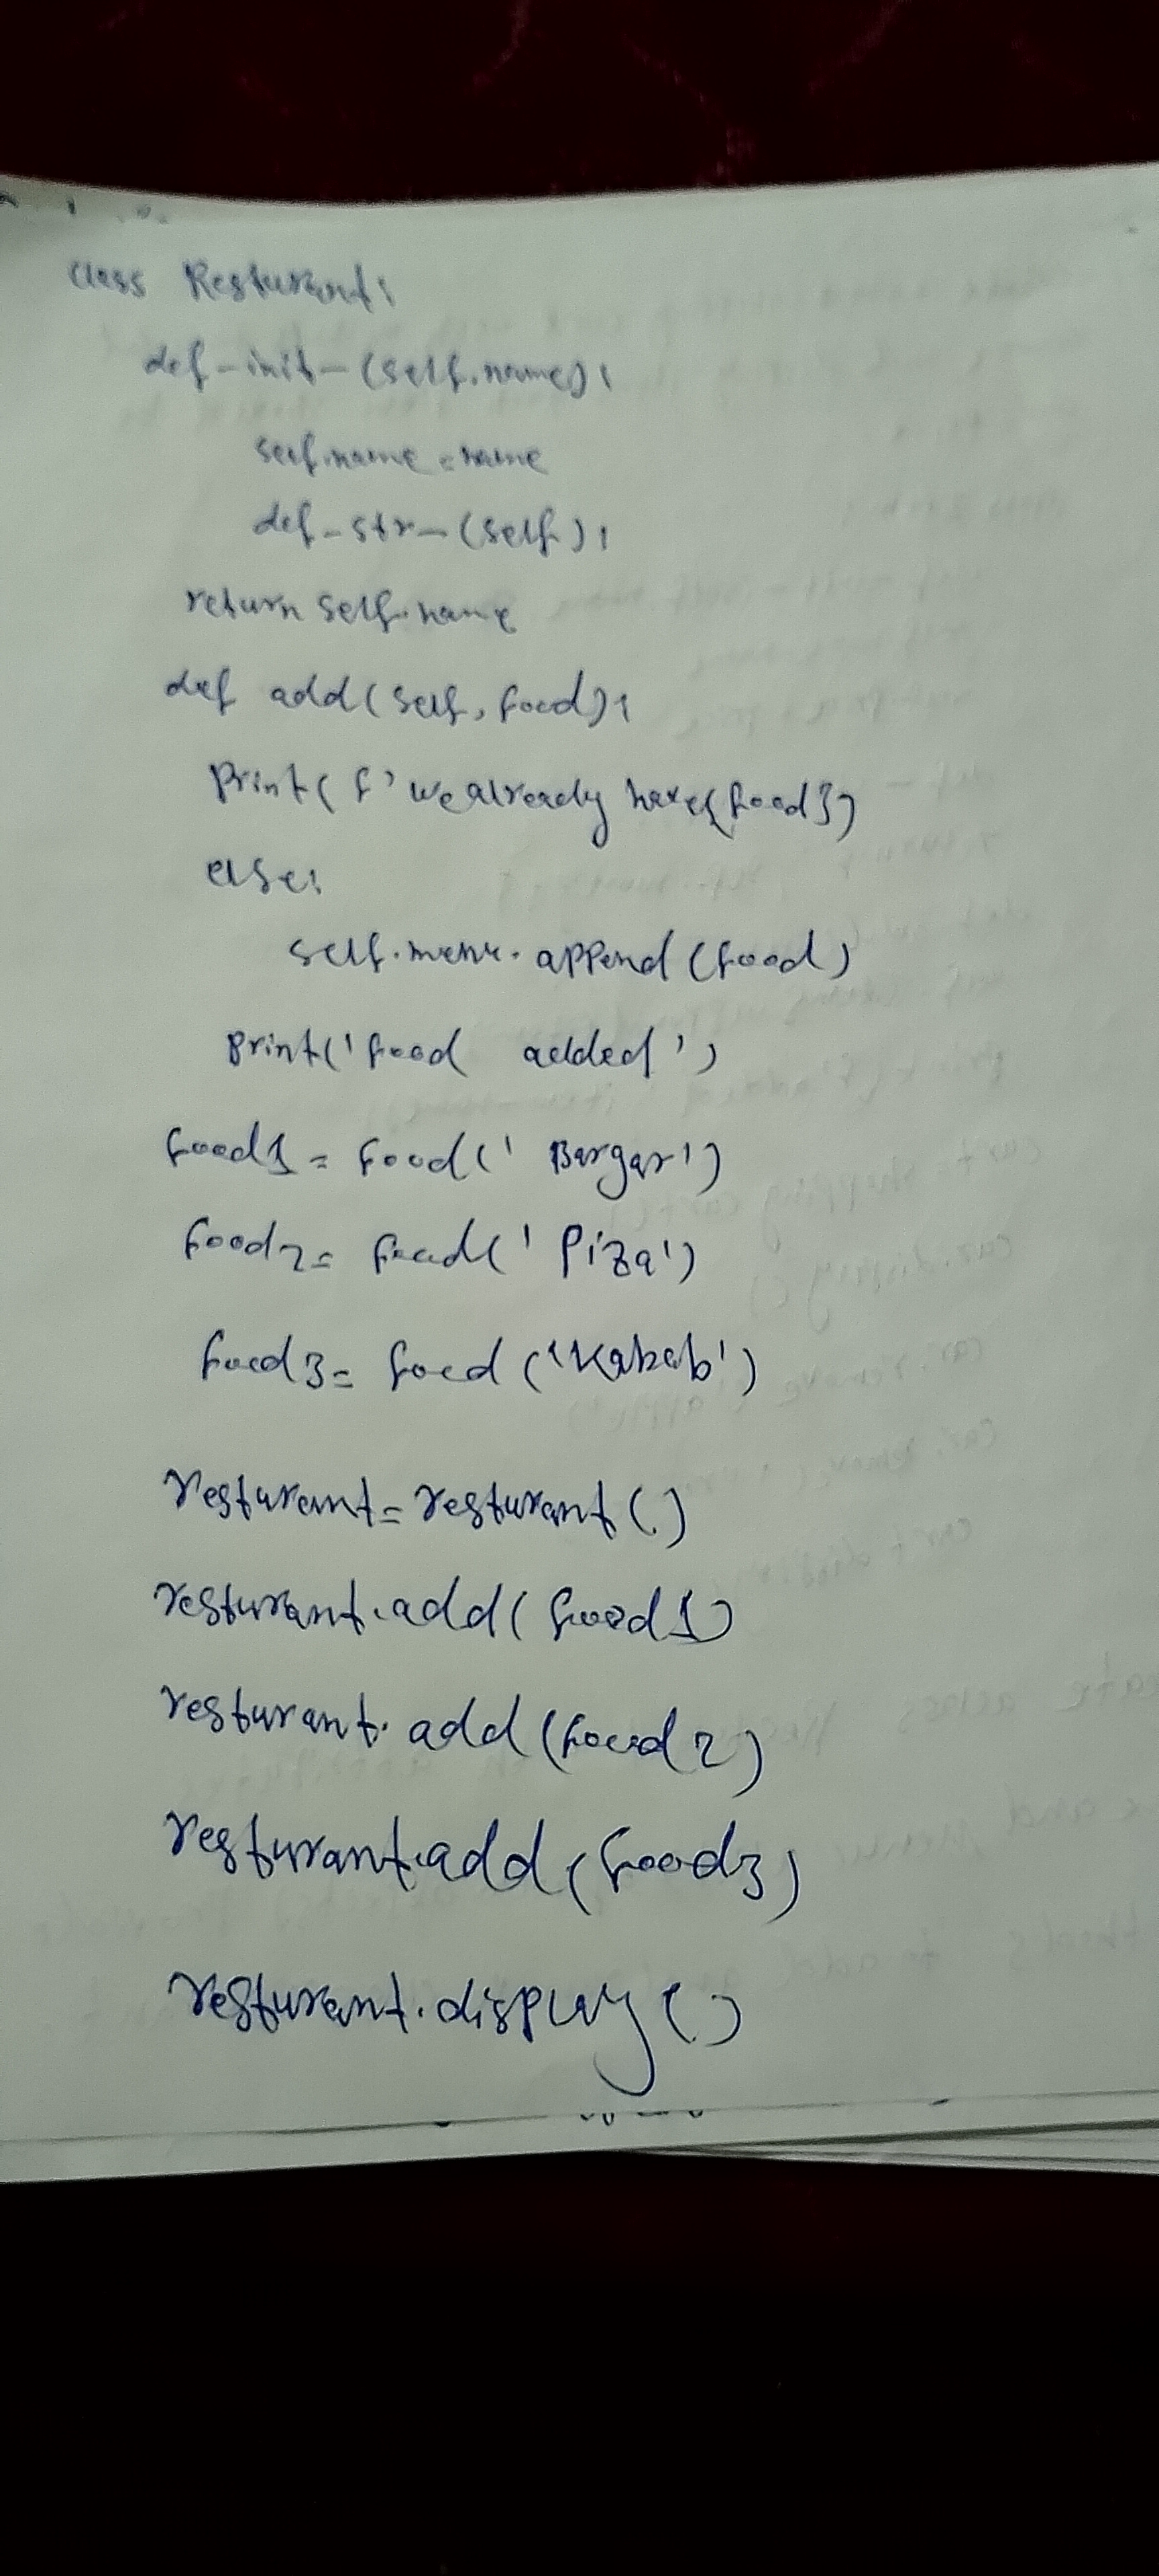 class Resturant:
def -init- (self.name):
self.name = name
def -str- (self):
return self.name
def add(self, food):
Print( f' we already have{food})
else:
self.menu.append(food)
Print('food added')
food1 = food(' Bargar')
food2 = food(' Piza')
food3 = food ('Kabab')
resturant = resturant()
resturant.add( food1)
resturant.add(food2)
resturant.add(food3)
resturant.display()